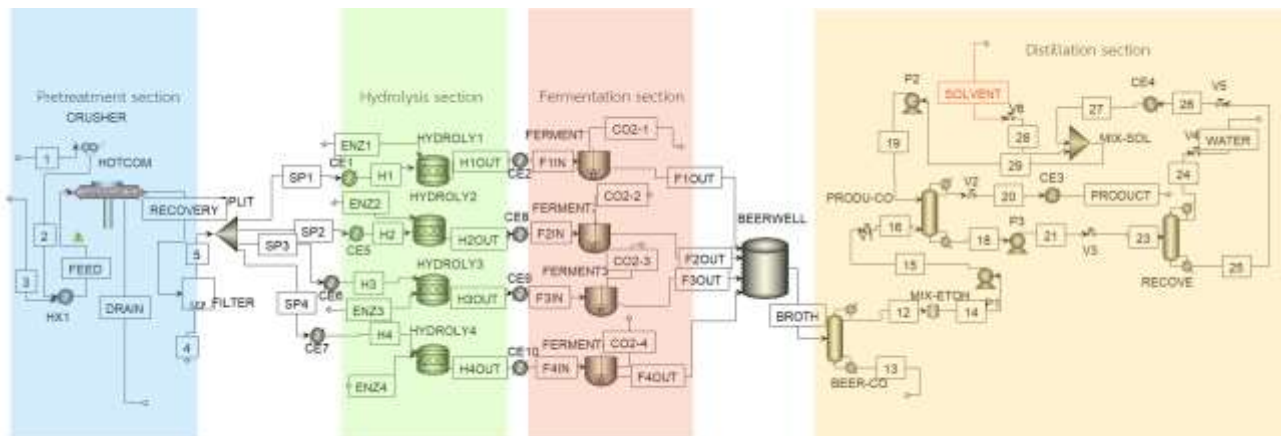 Pretreatment section
CRUSHER
1
HOTCOM
RECOVERY
2
3
FEED
HX1
DRAIN
4
5
FILTER
SPLIT
SP1
SP2
SP3
SP4
CE1
CE5
CE6
CE7
Hydrolysis section
ENZ1
HYDROLY1
H1
H1OUT
ENZ2
HYDROLY2
H2
H2OUT
HYDROLY3
H3
H3OUT
ENZ3
HYDROLY4
H4
H4OUT
ENZ4
CE2
CE8
CE9
CE10
Fermentation section
FERMENT
CO2-1
F1IN
F1OUT
CO2-2
FERMENT
F2IN
F2OUT
CO2-3
FERMENT3
F3IN
F3OUT
CO2-4
FERMENT
F4IN
F4OUT
BEERWELL
BROTH
Distillation section
P2
SOLVENT
V6
27
CE4
26
V5
19
28
29
MIX-SOL
V4
WATER
24
PRODU-CO
V2
20
CE3
PRODUCT
16
18
P3
21
V3
23
15
25
RECOVE
MIX-ETOH
12
14
P1
BEER-CO
13